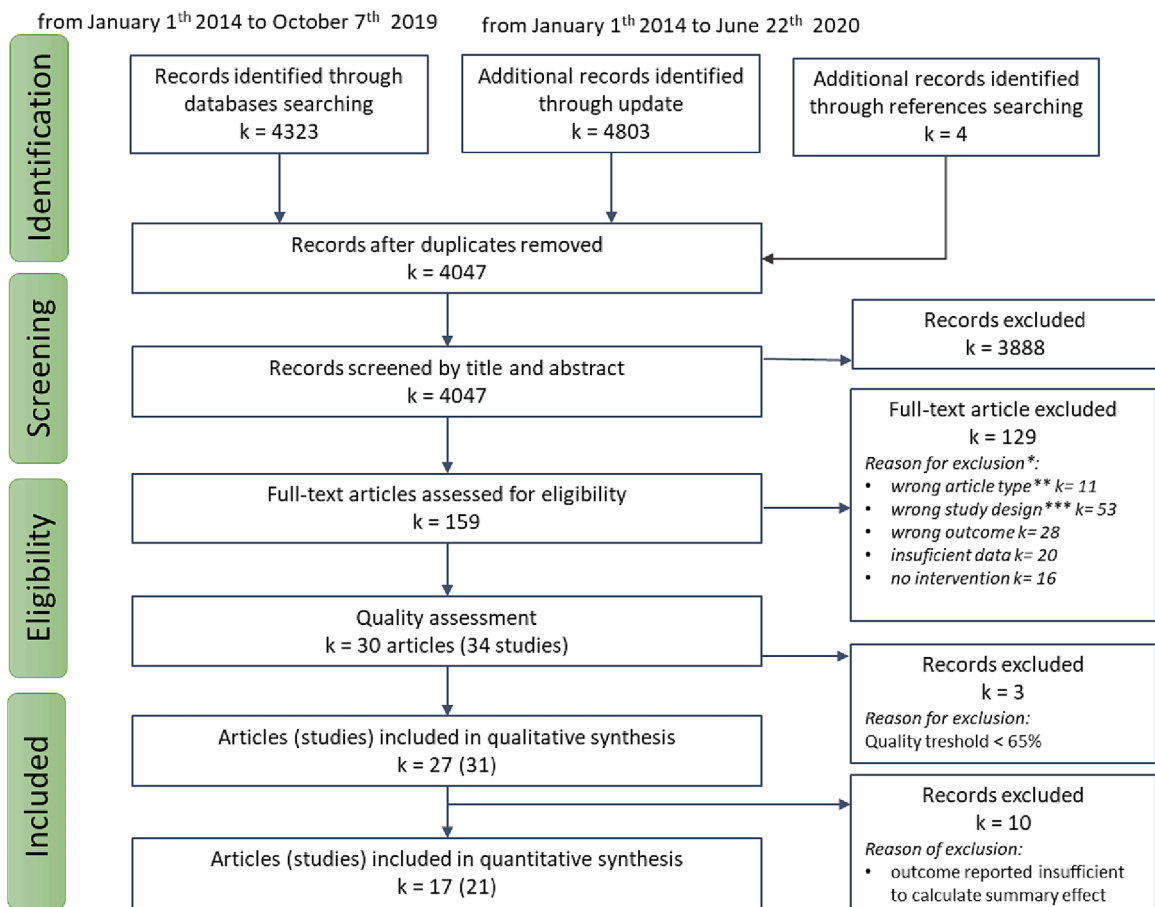 from January 1th 2014 to October 7th 2019
from January 1th 2014 to June 22th 2020
Identification
Records identified through
databases searching
k = 4323
Additional records identified
through update
k = 4803
Additional records identified
through references searching
k = 4
Records after duplicates removed
k = 4047
Screening
Records screened by title and abstract
k = 4047
Records excluded
k = 3888
Eligibility
Full-text articles assessed for eligibility
k = 159
Full-text article excluded
k = 129
Reason for exclusion*:
• wrong article type** k= 11
• wrong study design*** k= 53
• wrong outcome k= 28
• insuficient data k= 20
• no intervention k= 16
Quality assessment
k = 30 articles (34 studies)
Records excluded
k = 3
Reason for exclusion:
Quality treshold < 65%
Included
Articles (studies) included in qualitative synthesis
k = 27 (31)
Records excluded
k = 10
Reason of exclusion:
• outcome reported insufficient
to calculate summary effect
Articles (studies) included in quantitative synthesis
k = 17 (21)